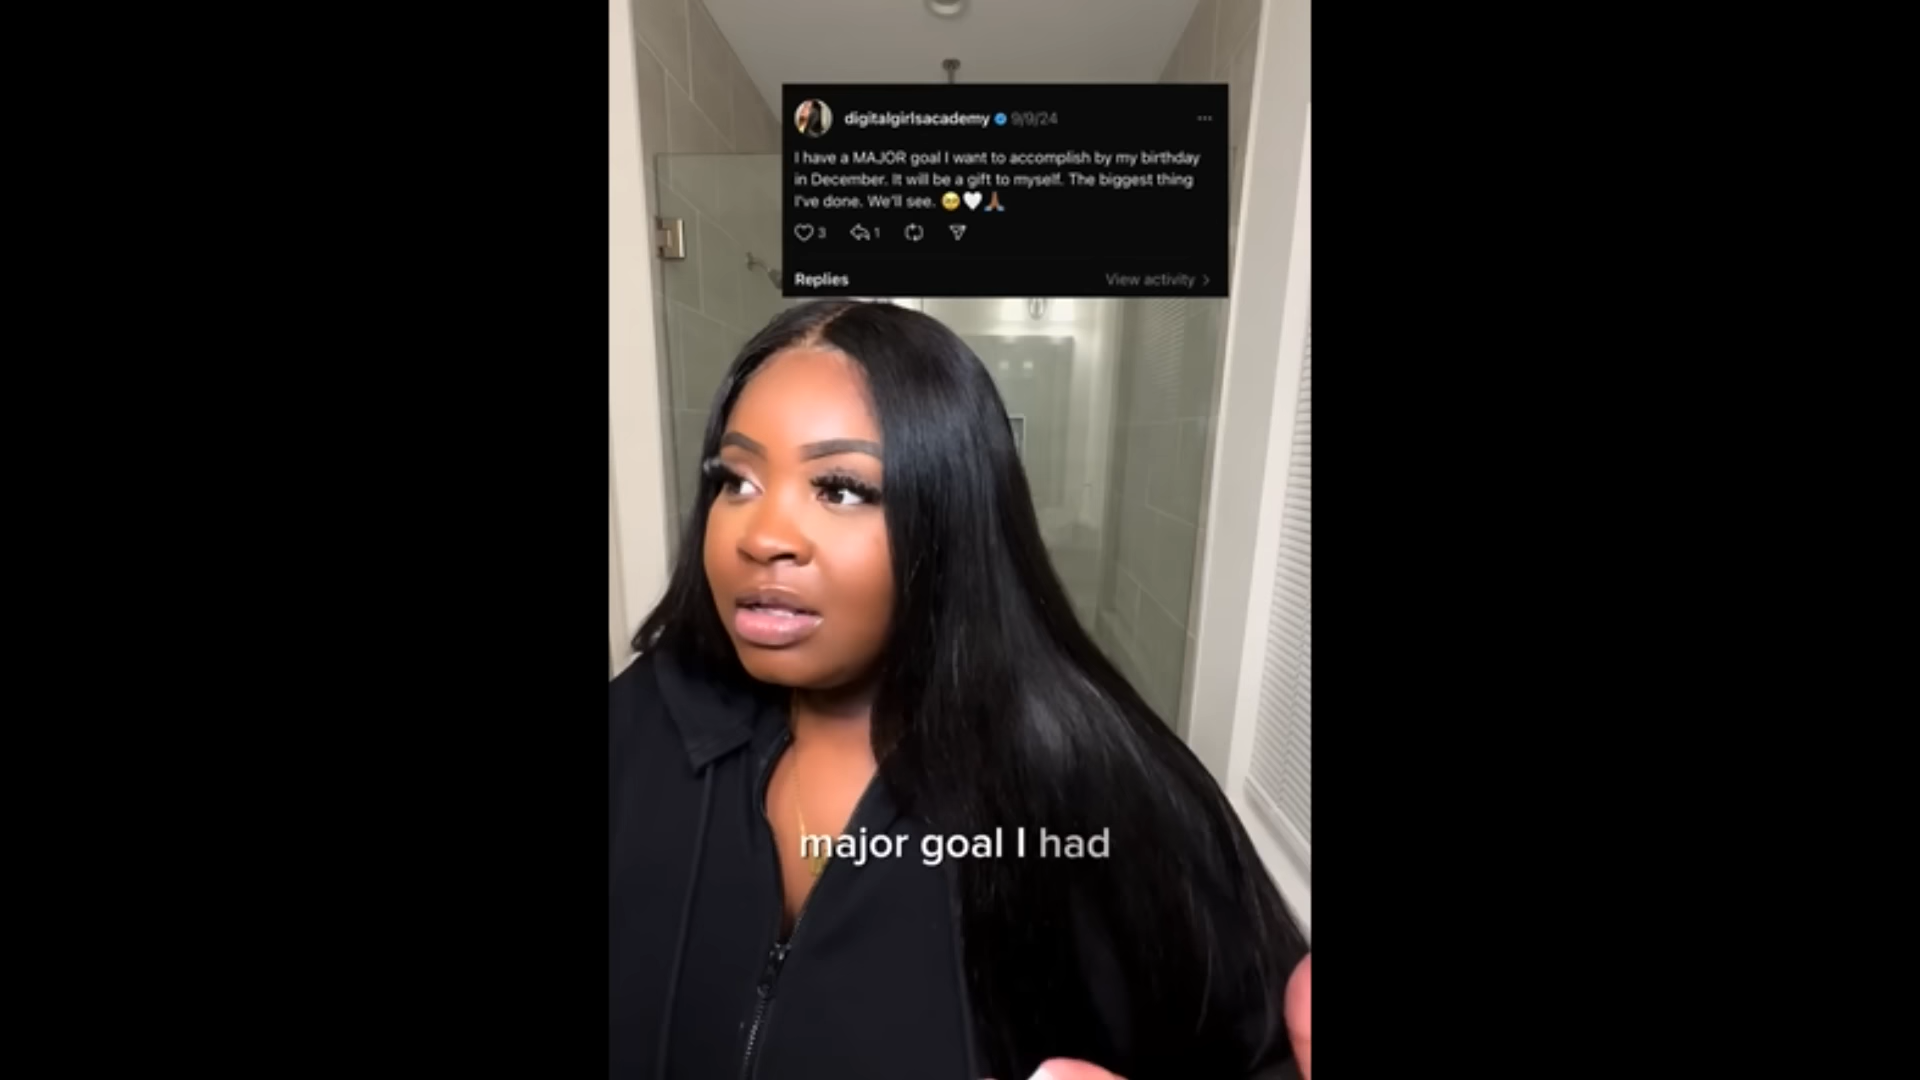 digitalgirlsacademy 9/9/24
I have a MAJOR goal I want to accomplish by my birthday
in December. It will be a gift to myself. The biggest thing
I've done. We'll see. 🥹🤍🙏🏾
3 1
Replies View activity
major goal I had